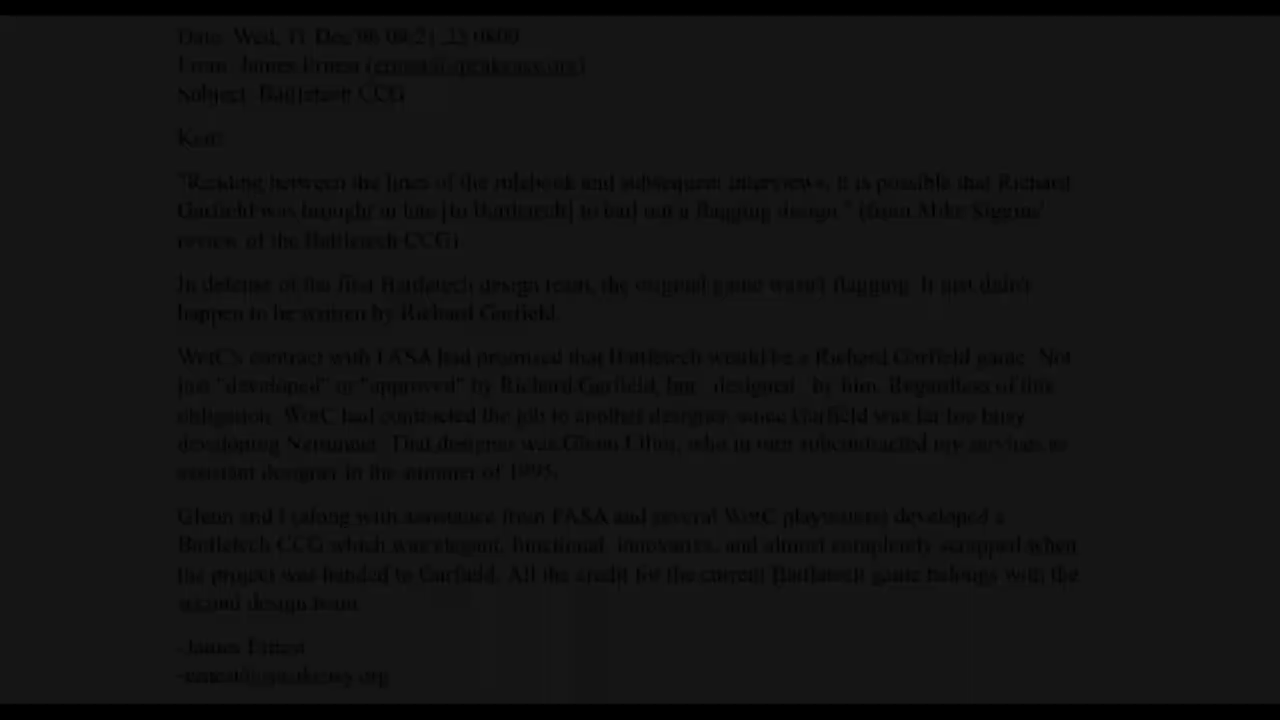 Date: Wed, 11 Dec 96
From: James Ernest
Subject: Battletech CCG
Ken:
"Reading between the lines of the rulebook and subsequent interviews, it is possible that Richard
Garfield was brought in late [to Battletech] to bail out a flagging design." (from Mike Siggins'
review of the Battletech CCG)
In defense of the first Battletech design team, the original game wasn't flagging. It just didn't
happen to be written by Richard Garfield.
WotC's contract with FASA had promised that Battletech would be a Richard Garfield game. Not
just "developed" or "approved" by Richard Garfield, but designed by him. Regardless of this
obligation, WotC had contracted the job to another designer, since Garfield was far too busy
developing Netrunner. That designer was Glenn Elliott, who in turn subcontracted my services as
assistant designer in the summer of 1995.
Glenn and I (along with assistance from FASA and several WotC playtesters) developed a
Battletech CCG which was elegant, functional, innovative, and almost completely scrapped when
the project was handed to Garfield. All the credit for the current Battletech game belongs with the
second design team.
-James Ernest